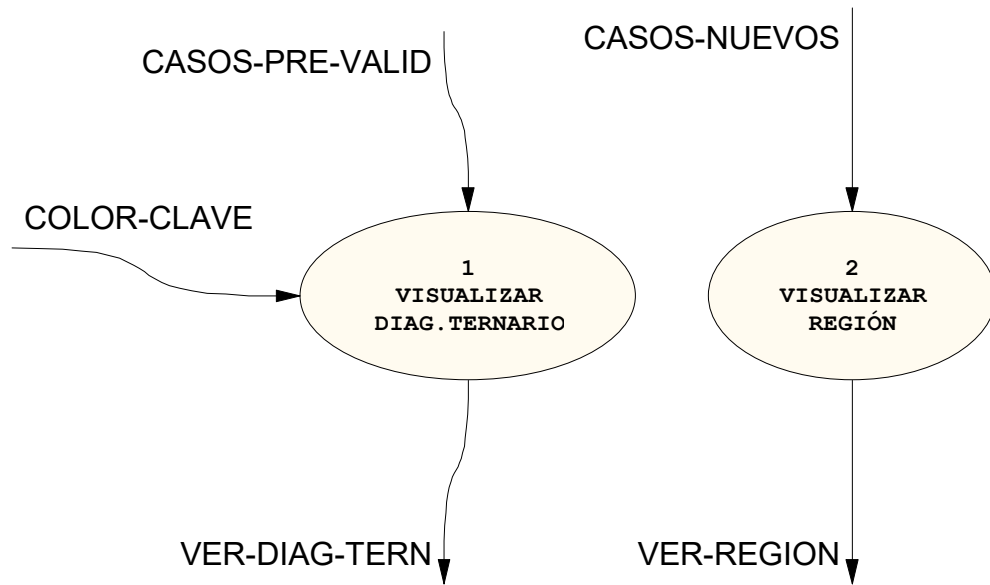 CASOS-PRE-VALID
CASOS-NUEVOS
COLOR-CLAVE
1
VISUALIZAR
DIAG.TERNARIO
2
VISUALIZAR
REGIÓN
VER-DIAG-TERN
VER-REGION